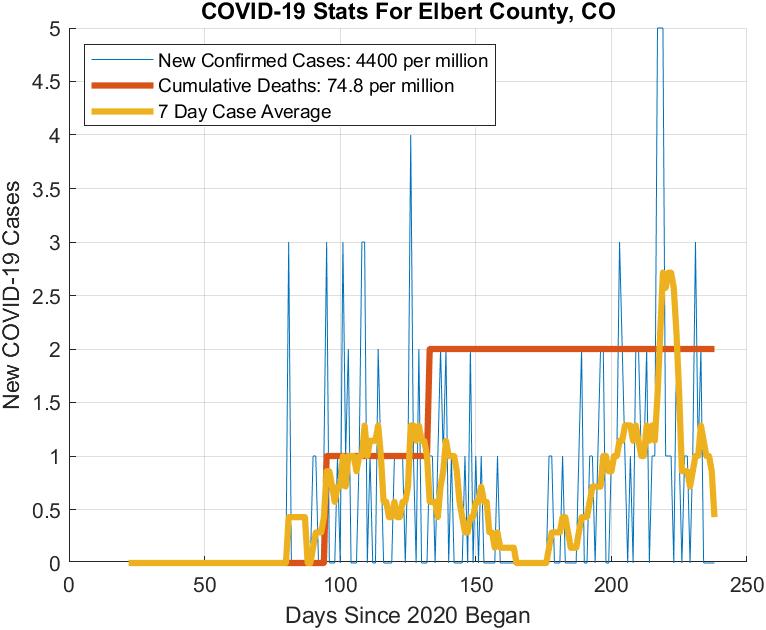 COVID-19 Stats For Elbert County, CO
New Confirmed Cases: 4400 per million
Cumulative Deaths: 74.8 per million
7 Day Case Average
New COVID-19 Cases
5
4.5
4
3.5
3
2.5
2
1.5
1
0.5
0
0 50 100 150 200 250
Days Since 2020 Began